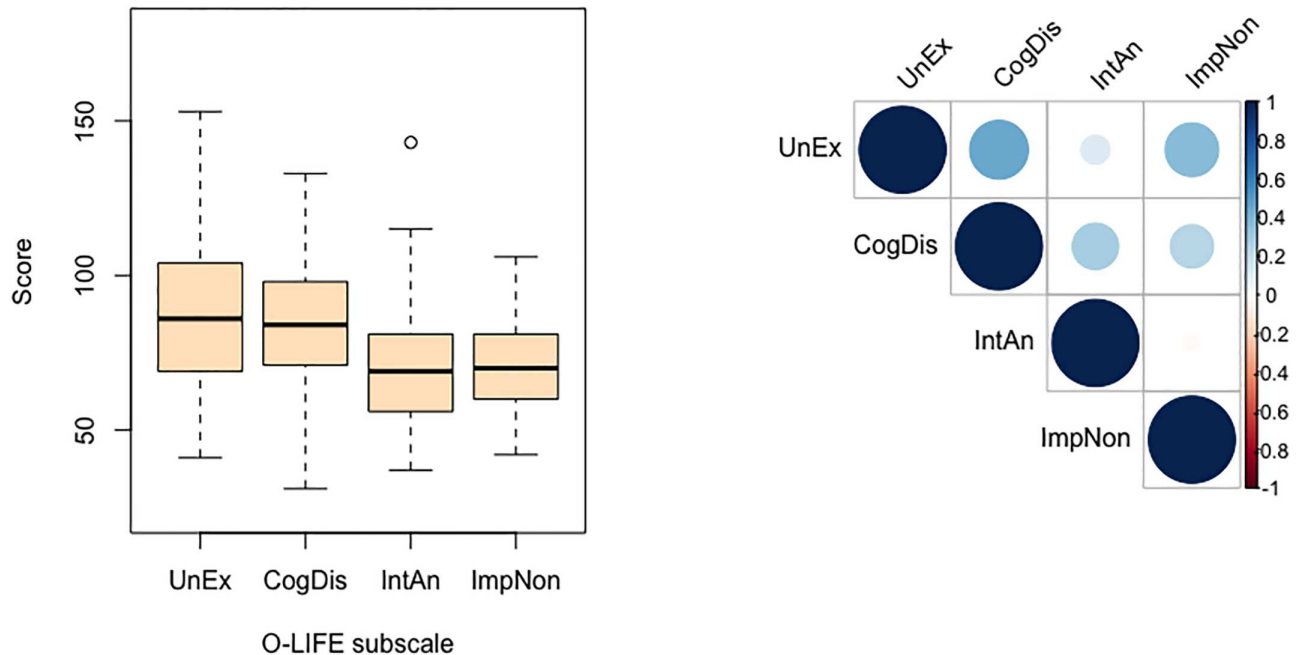 Score
150
100
50
UnEx CogDis IntAn ImpNon
O-LIFE subscale
UnEx CogDis IntAn ImpNon
UnEx
CogDis
IntAn
ImpNon
1
0.8
0.6
0.4
0.2
0
-0.2
-0.4
-0.6
-0.8
-1